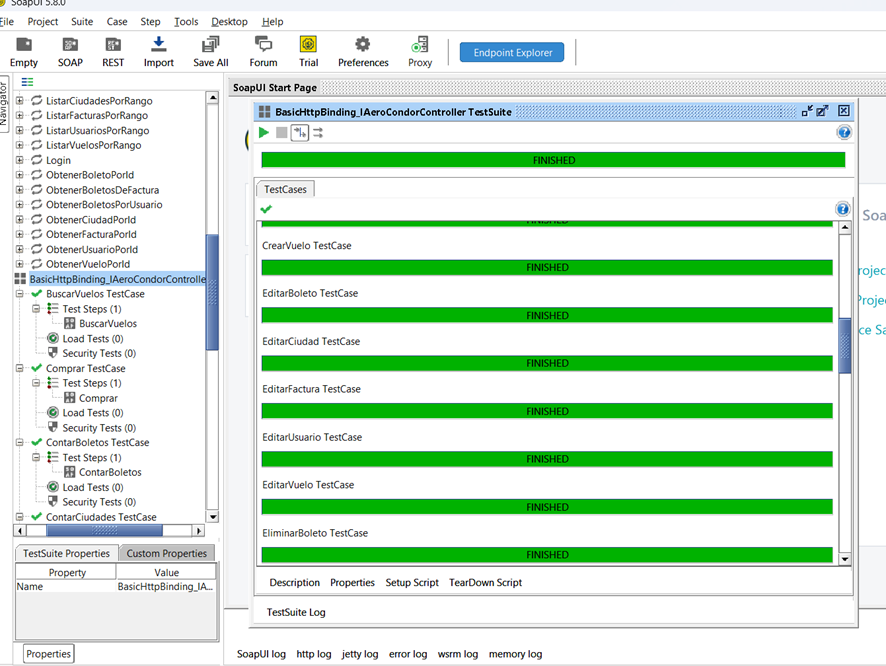 SoapUI 5.8.0
File Project Suite Case Step Tools Desktop Help
Empty SOAP REST Import Save All Forum Trial Preferences Proxy Endpoint Explorer
Navigator
ListarCiudadesPorRango
ListarFacturasPorRango
ListarUsuariosPorRango
ListarVuelosPorRango
Login
ObtenerBoletoPorId
ObtenerBoletosDeFactura
ObtenerBoletosPorUsuario
ObtenerCiudadPorId
ObtenerFacturaPorId
ObtenerUsuarioPorId
ObtenerVueloPorId
BasicHttpBinding_IAeroCondorControlle
BuscarVuelos TestCase
Test Steps (1)
BuscarVuelos
Load Tests (0)
Security Tests (0)
Comprar TestCase
Test Steps (1)
Comprar
Load Tests (0)
Security Tests (0)
ContarBoletos TestCase
Test Steps (1)
ContarBoletos
Load Tests (0)
Security Tests (0)
ContarCiudades TestCase
TestSuite Properties Custom Properties
Property Value
Name BasicHttpBinding_IA...
Properties
SoapUI Start Page
BasicHttpBinding_IAeroCondorController TestSuite
FINISHED
TestCases
FINISHED
CrearVuelo TestCase
FINISHED
EditarBoleto TestCase
FINISHED
EditarCiudad TestCase
FINISHED
EditarFactura TestCase
FINISHED
EditarUsuario TestCase
FINISHED
EditarVuelo TestCase
FINISHED
EliminarBoleto TestCase
FINISHED
Description Properties Setup Script TearDown Script
TestSuite Log
Soa
rojec
Projec
ce Sa
SoapUI log http log jetty log error log wsrm log memory log